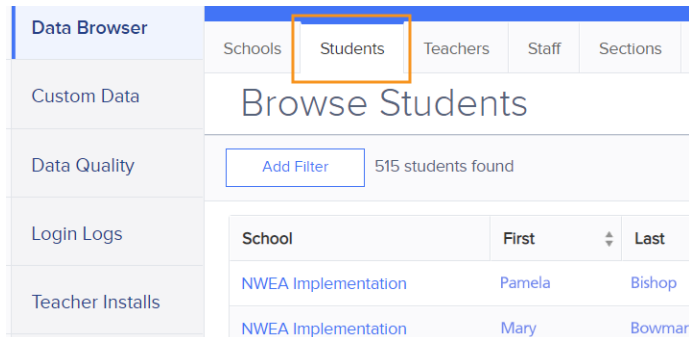 Data Browser
Custom Data
Data Quality
Login Logs
Teacher Installs
Schools Students Teachers Staff Sections
Browse Students
Add Filter 515 students found
School First Last
NWEA Implementation Pamela Bishop
NWEA Implementation Mary Bowmar